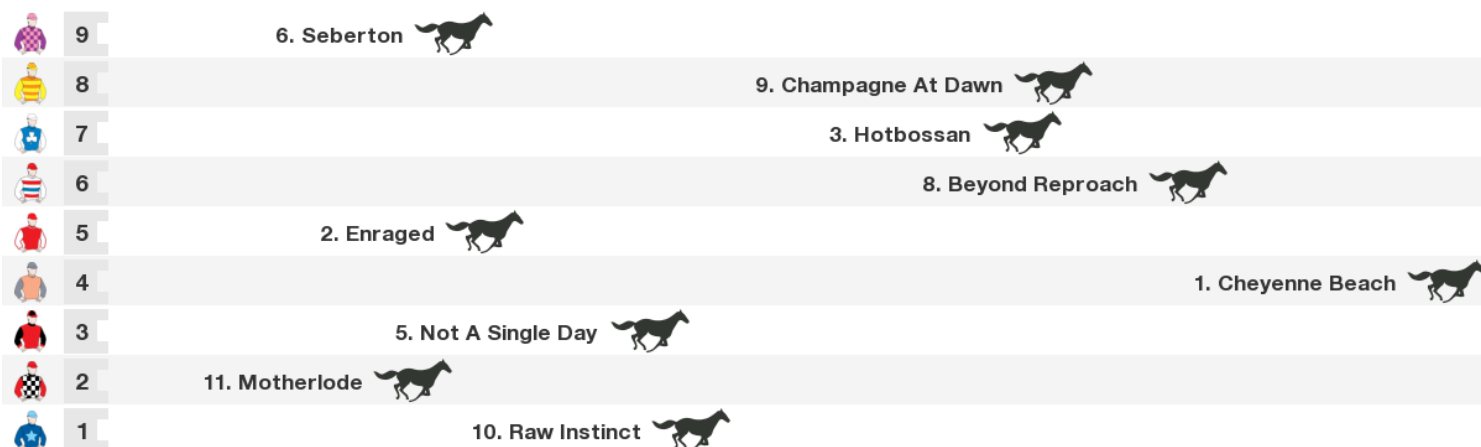 9 6. Seberton
8 9. Champagne At Dawn
7 3. Hotbossan
6 8. Beyond Reproach
5 2. Enraged
4 1. Cheyenne Beach
3 5. Not A Single Day
2 11. Motherlode
1 10. Raw Instinct